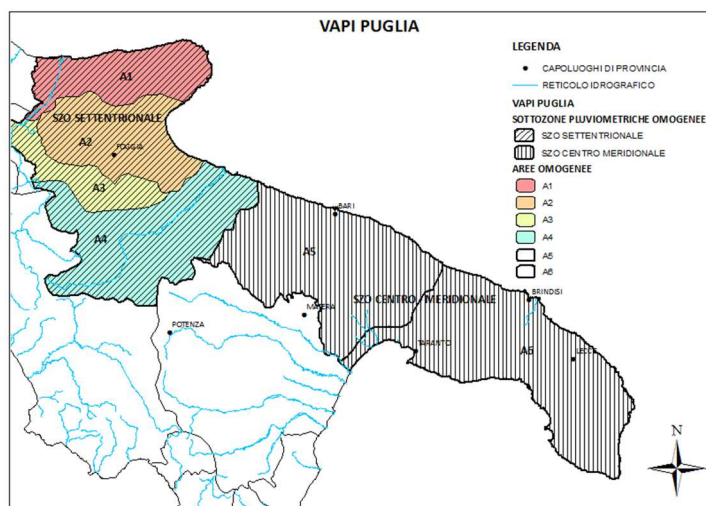 VAPI PUGLIA
LEGENDA
CAPOLUOGHI DI PROVINCIA
RETICOLO IDROGRAFICO
VAPI PUGLIA
SOTTOZONE PLUVIOMETRICHE OMOGENEE
SZO SETTENTRIONALE
SZO CENTRO MERIDIONALE
AREE OMOGENEE
A1
A2
A3
A4
A5
A6
A1
SZO SETTENTRIONALE
A2
FOGGIA
A3
A4
BARI
A5
SZO CENTRO MERIDIONALE
BRINDISI
MATERA
POTENZA
TARANTO
A6
LECCE
N